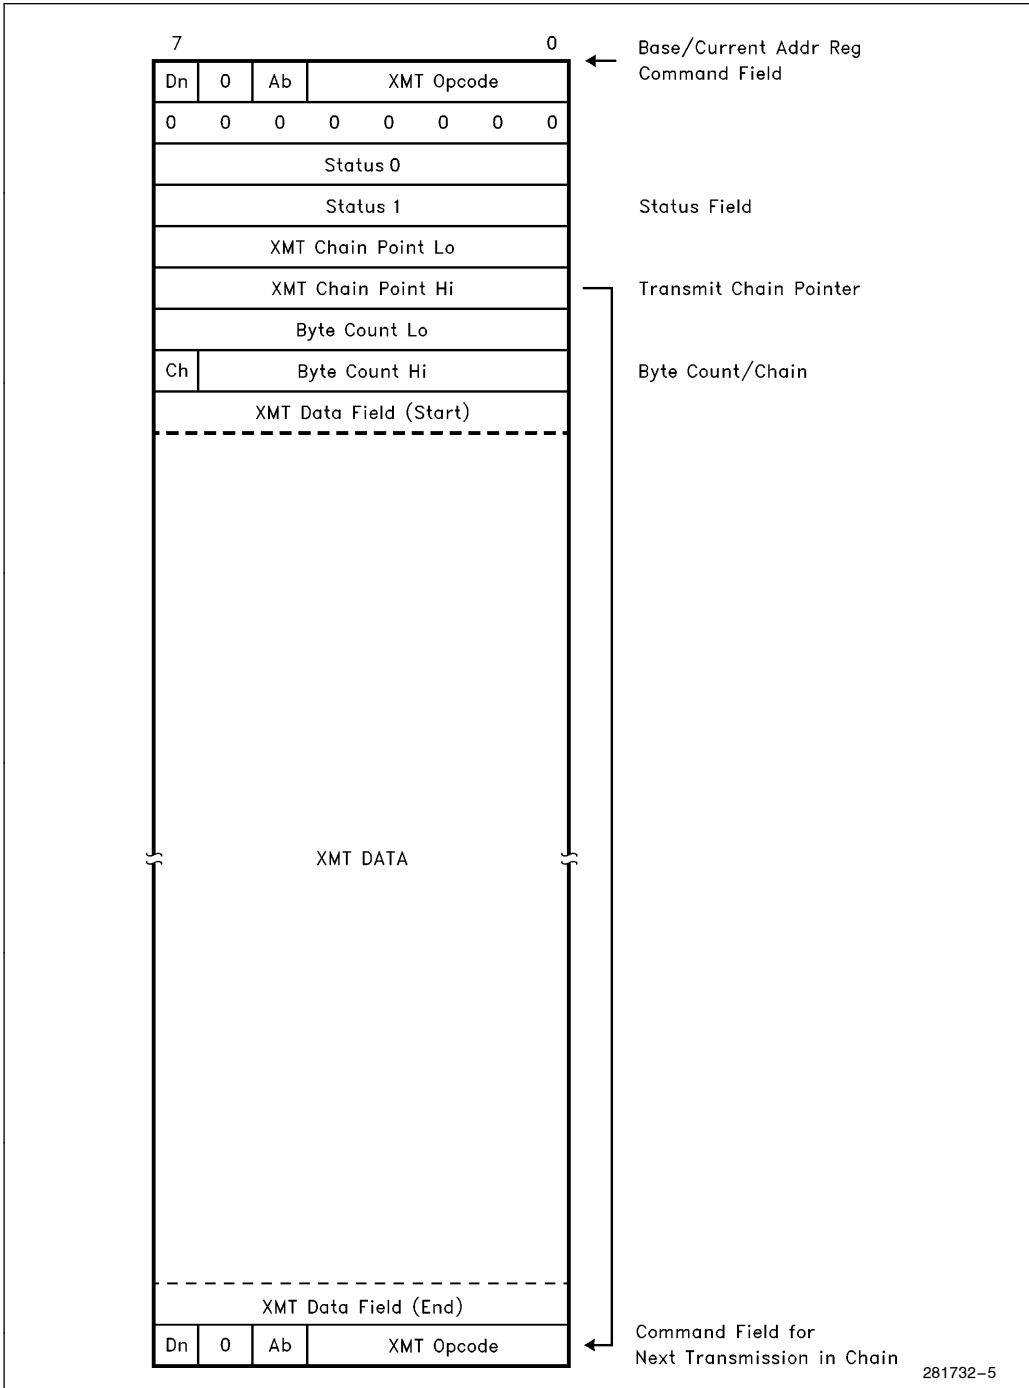 7 0
Base/Current Addr Reg
Command Field
Dn 0 Ab XMT Opcode
0 0 0 0 0 0 0 0
Status 0
Status 1
Status Field
XMT Chain Point Lo
XMT Chain Point Hi
Transmit Chain Pointer
Byte Count Lo
Ch Byte Count Hi
Byte Count/Chain
XMT Data Field (Start)
XMT DATA
XMT Data Field (End)
Dn 0 Ab XMT Opcode
Command Field for
Next Transmission in Chain
281732–5